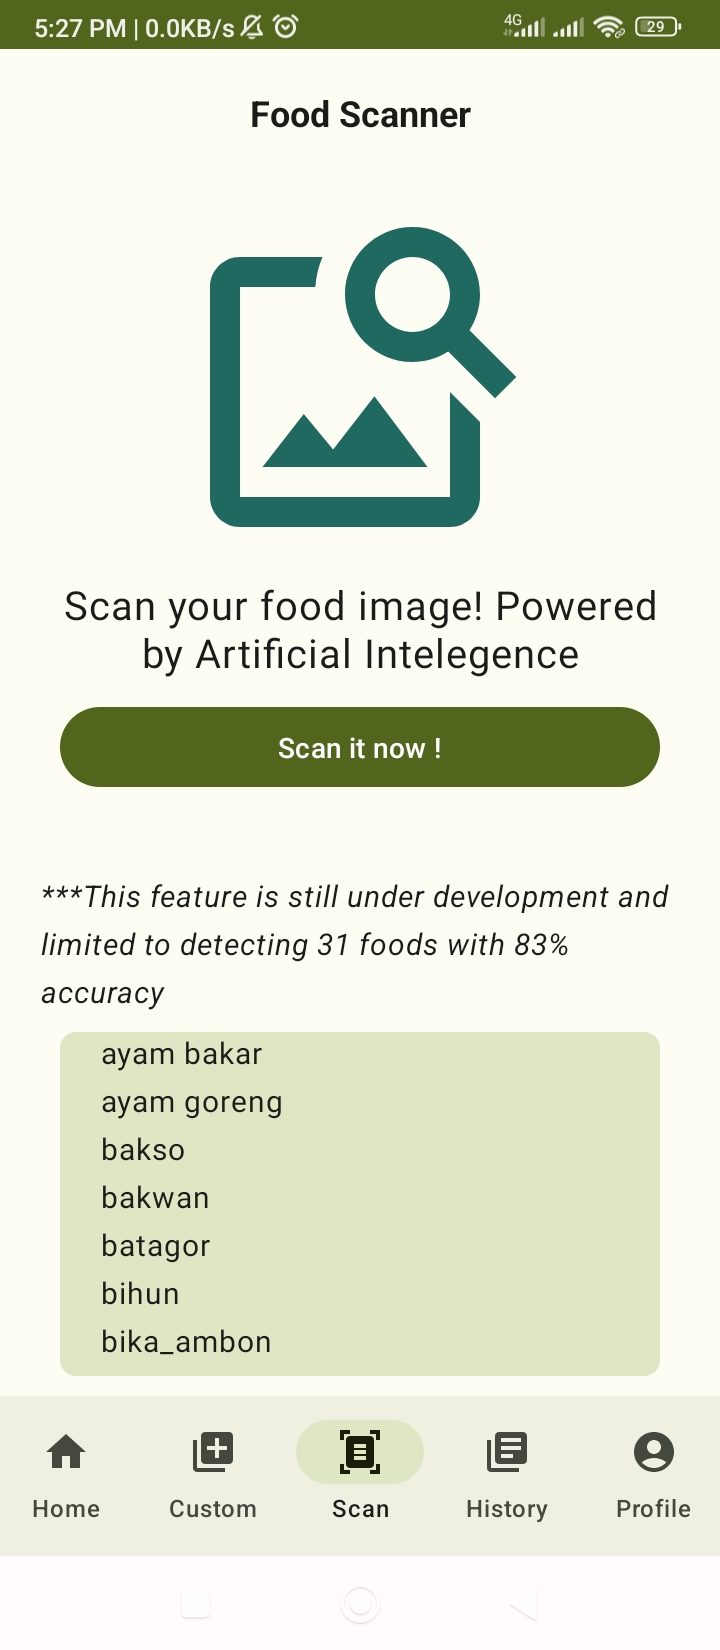 5:27 PM | 0.0KB/s 4G 29
Food Scanner
Scan your food image! Powered
by Artificial Intelegence
Scan it now !
***This feature is still under development and
limited to detecting 31 foods with 83%
accuracy
ayam bakar
ayam goreng
bakso
bakwan
batagor
bihun
bika_ambon
Home Custom Scan History Profile